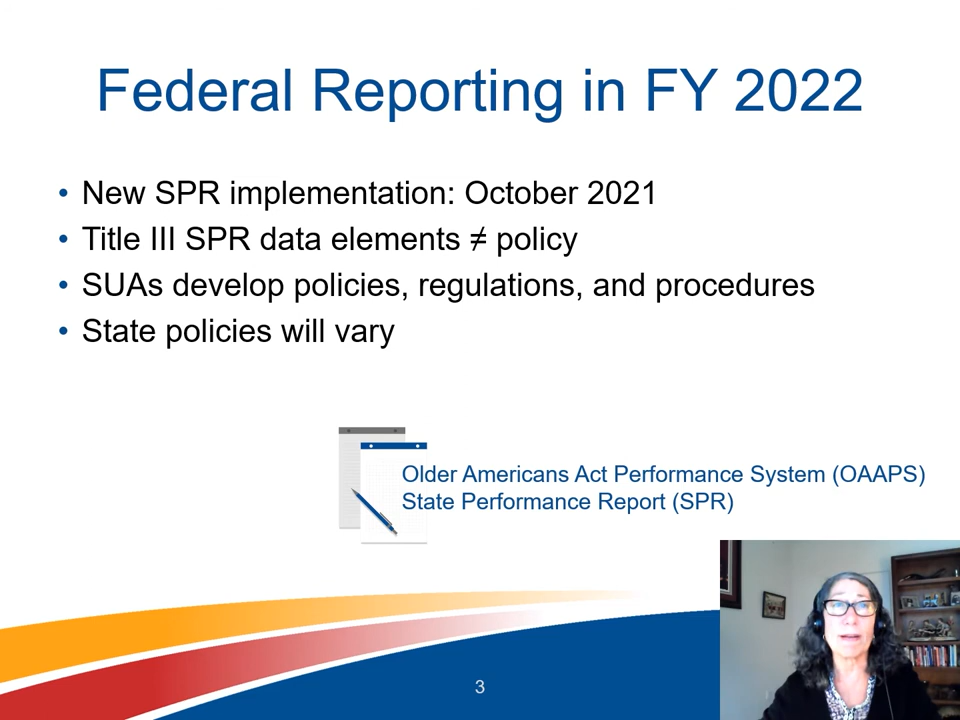 Federal Reporting in FY 2022
• New SPR implementation: October 2021
• Title III SPR data elements ≠ policy
• SUAs develop policies, regulations, and procedures
• State policies will vary
Older Americans Act Performance System (OAAPS)
State Performance Report (SPR)
3